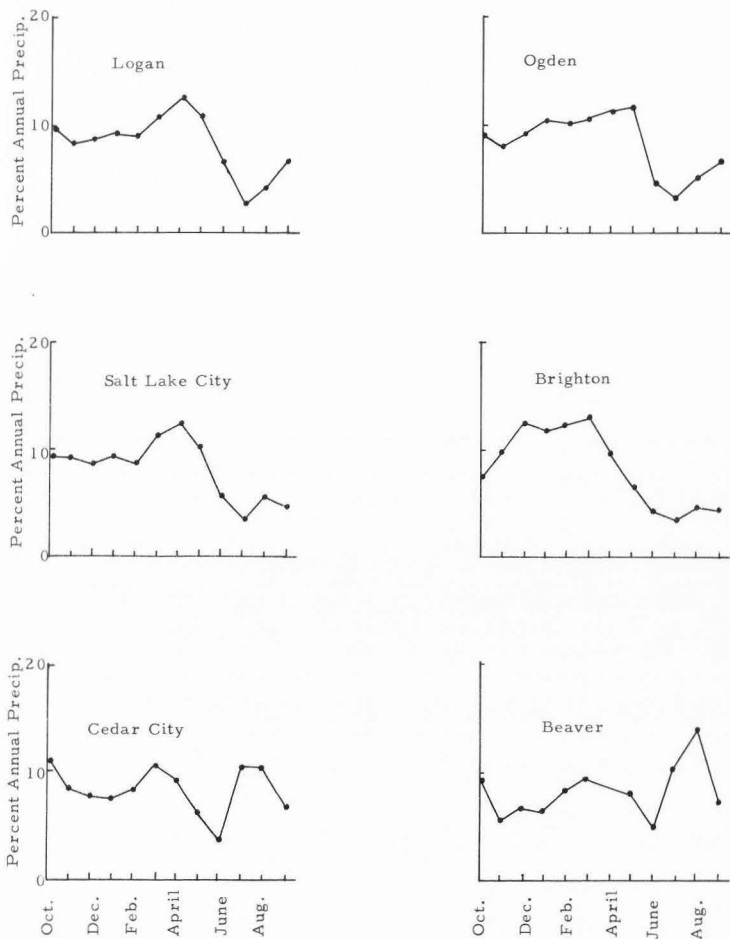 Percent Annual Precip.
20
10
0
Logan
Ogden
Percent Annual Precip.
20
10
0
Salt Lake City
Brighton
Percent Annual Precip.
20
10
0
Cedar City
Beaver
Oct.
Dec.
Feb.
April
June
Aug.
Oct.
Dec.
Feb.
April
June
Aug.